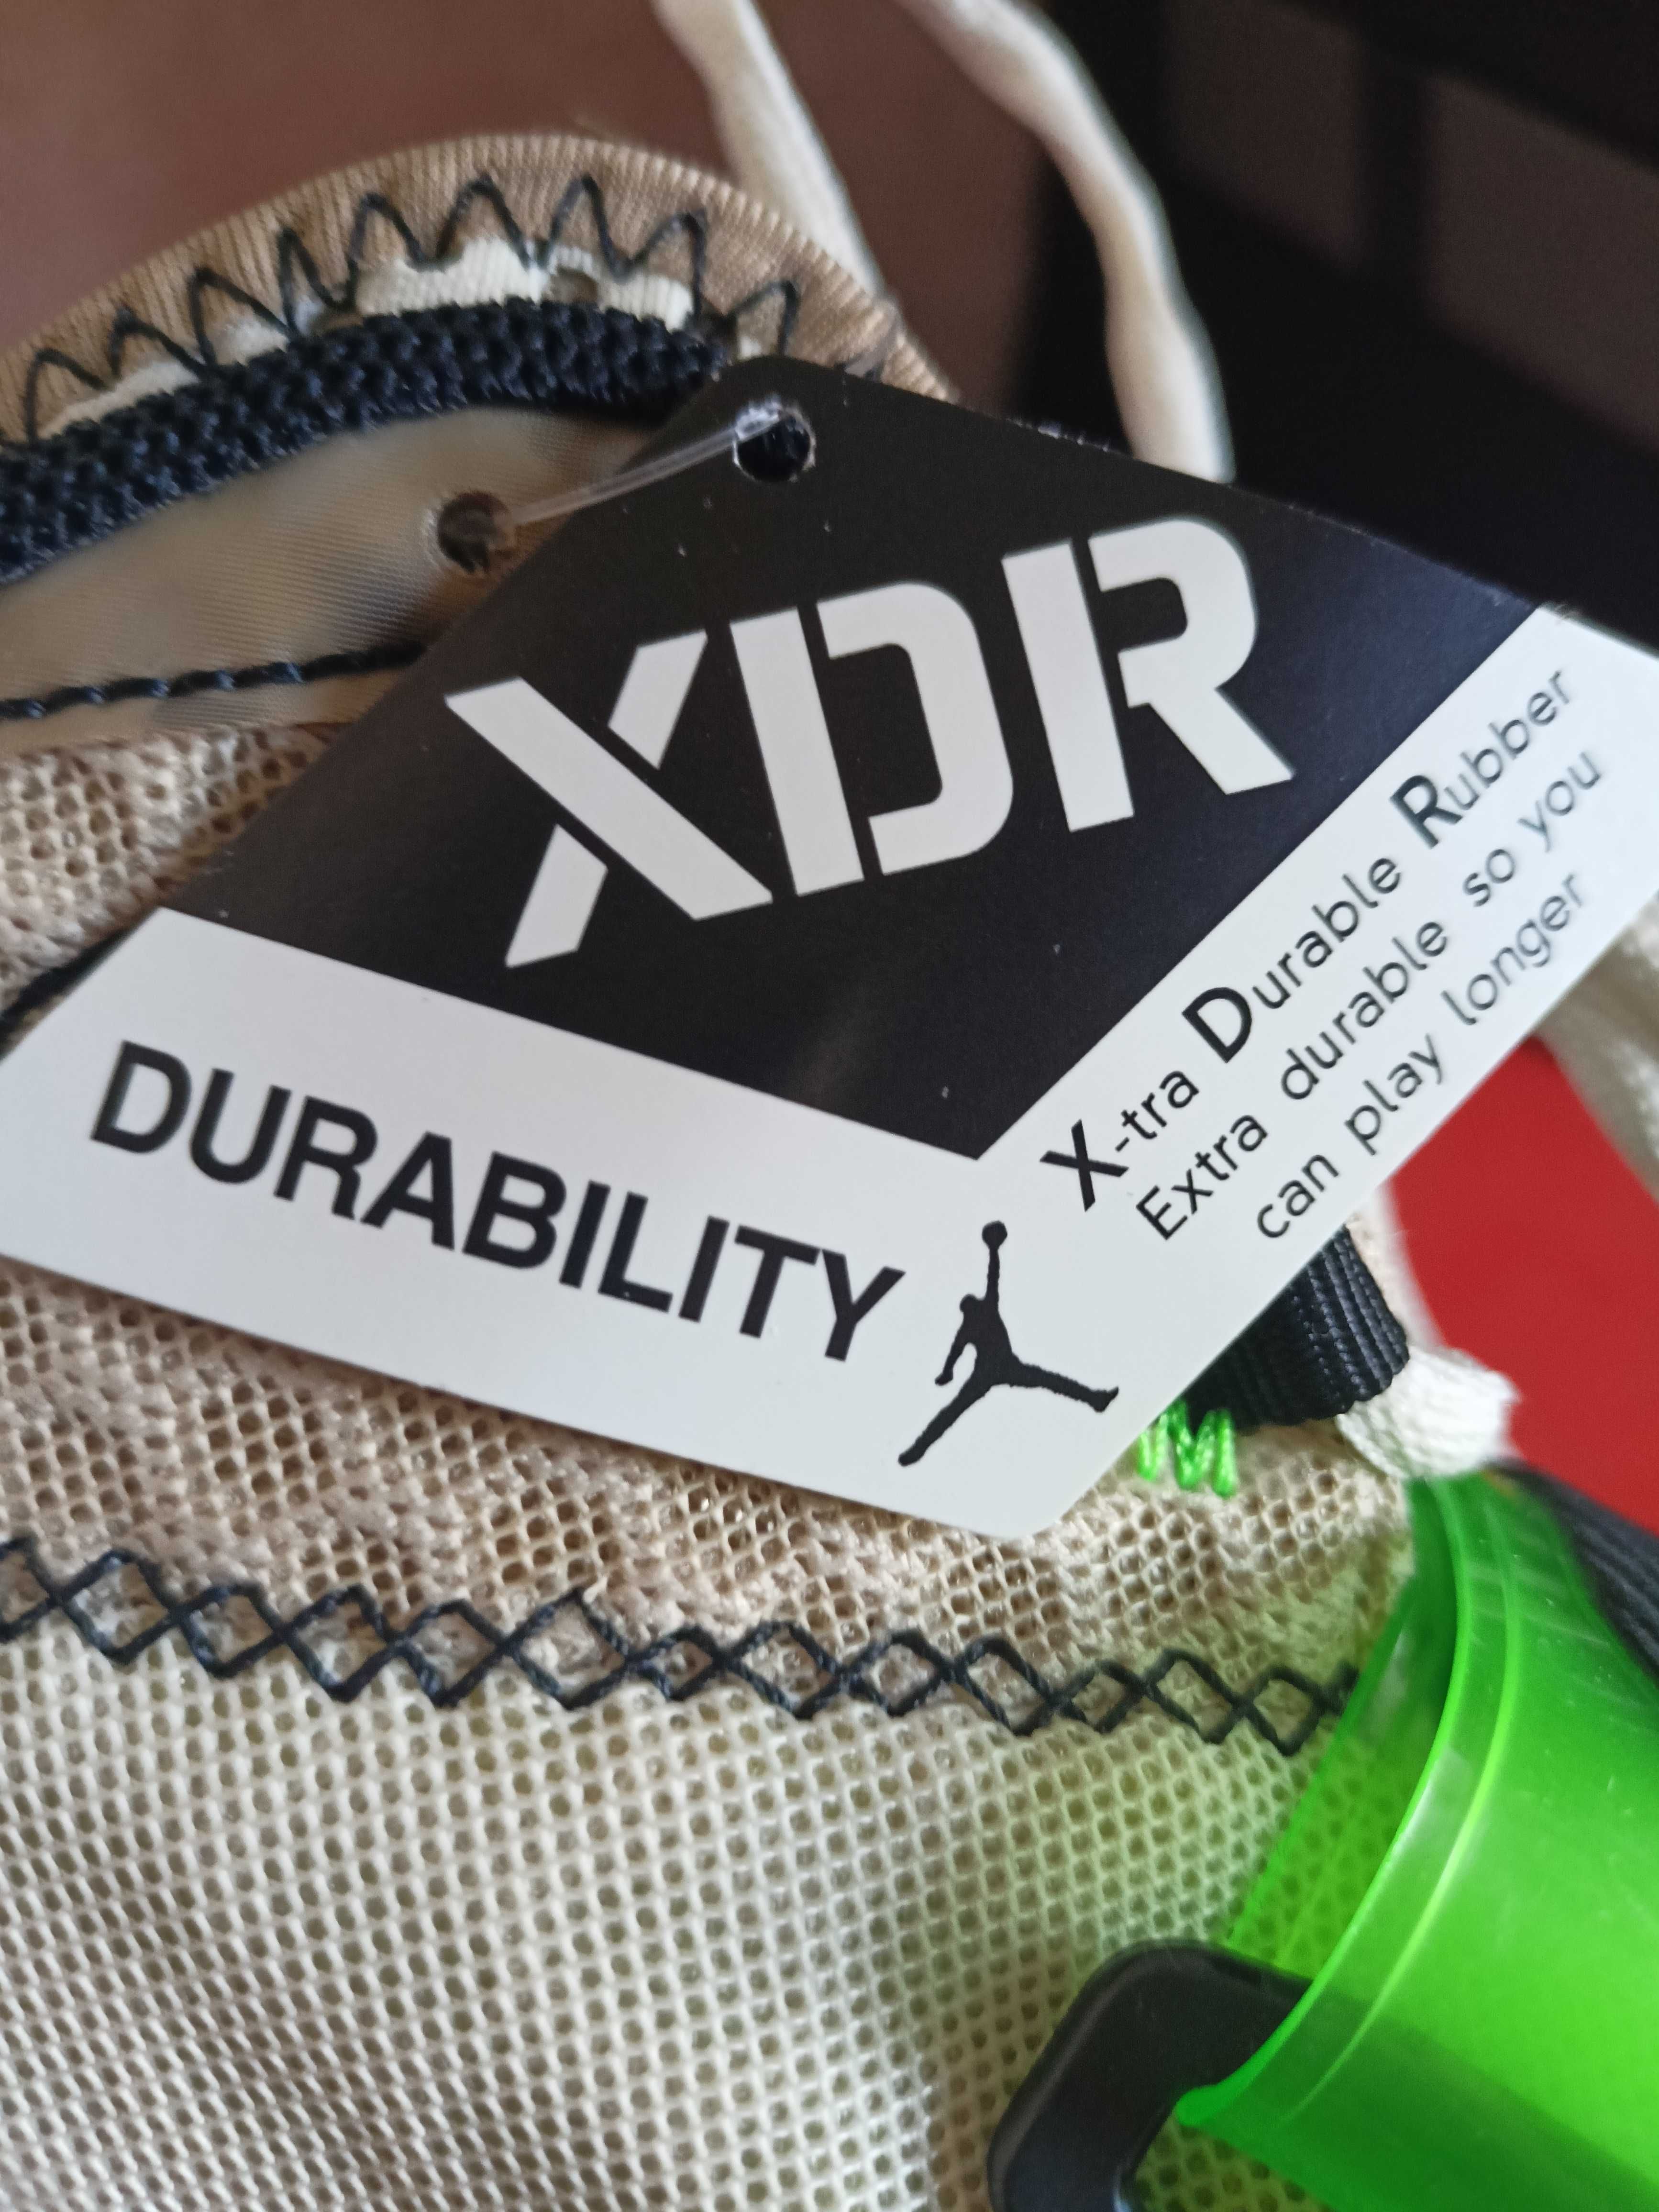 XDR
DURABILITY
X-tra Durable Rubber
Extra durable so you
can play longer